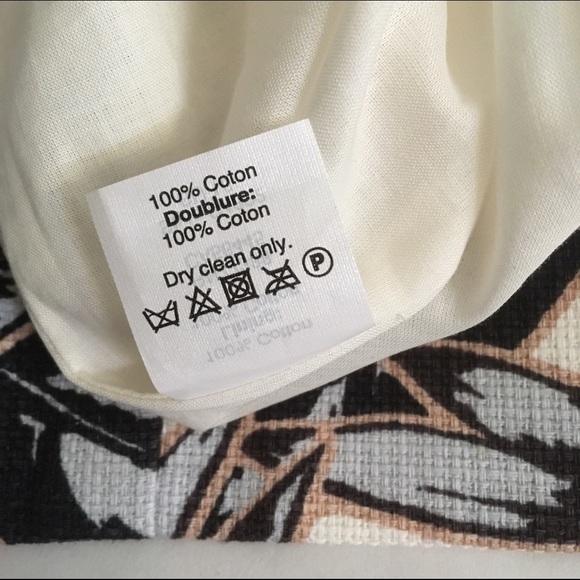 100% Coton
Doublure:
100% Coton
Dry clean only.
P